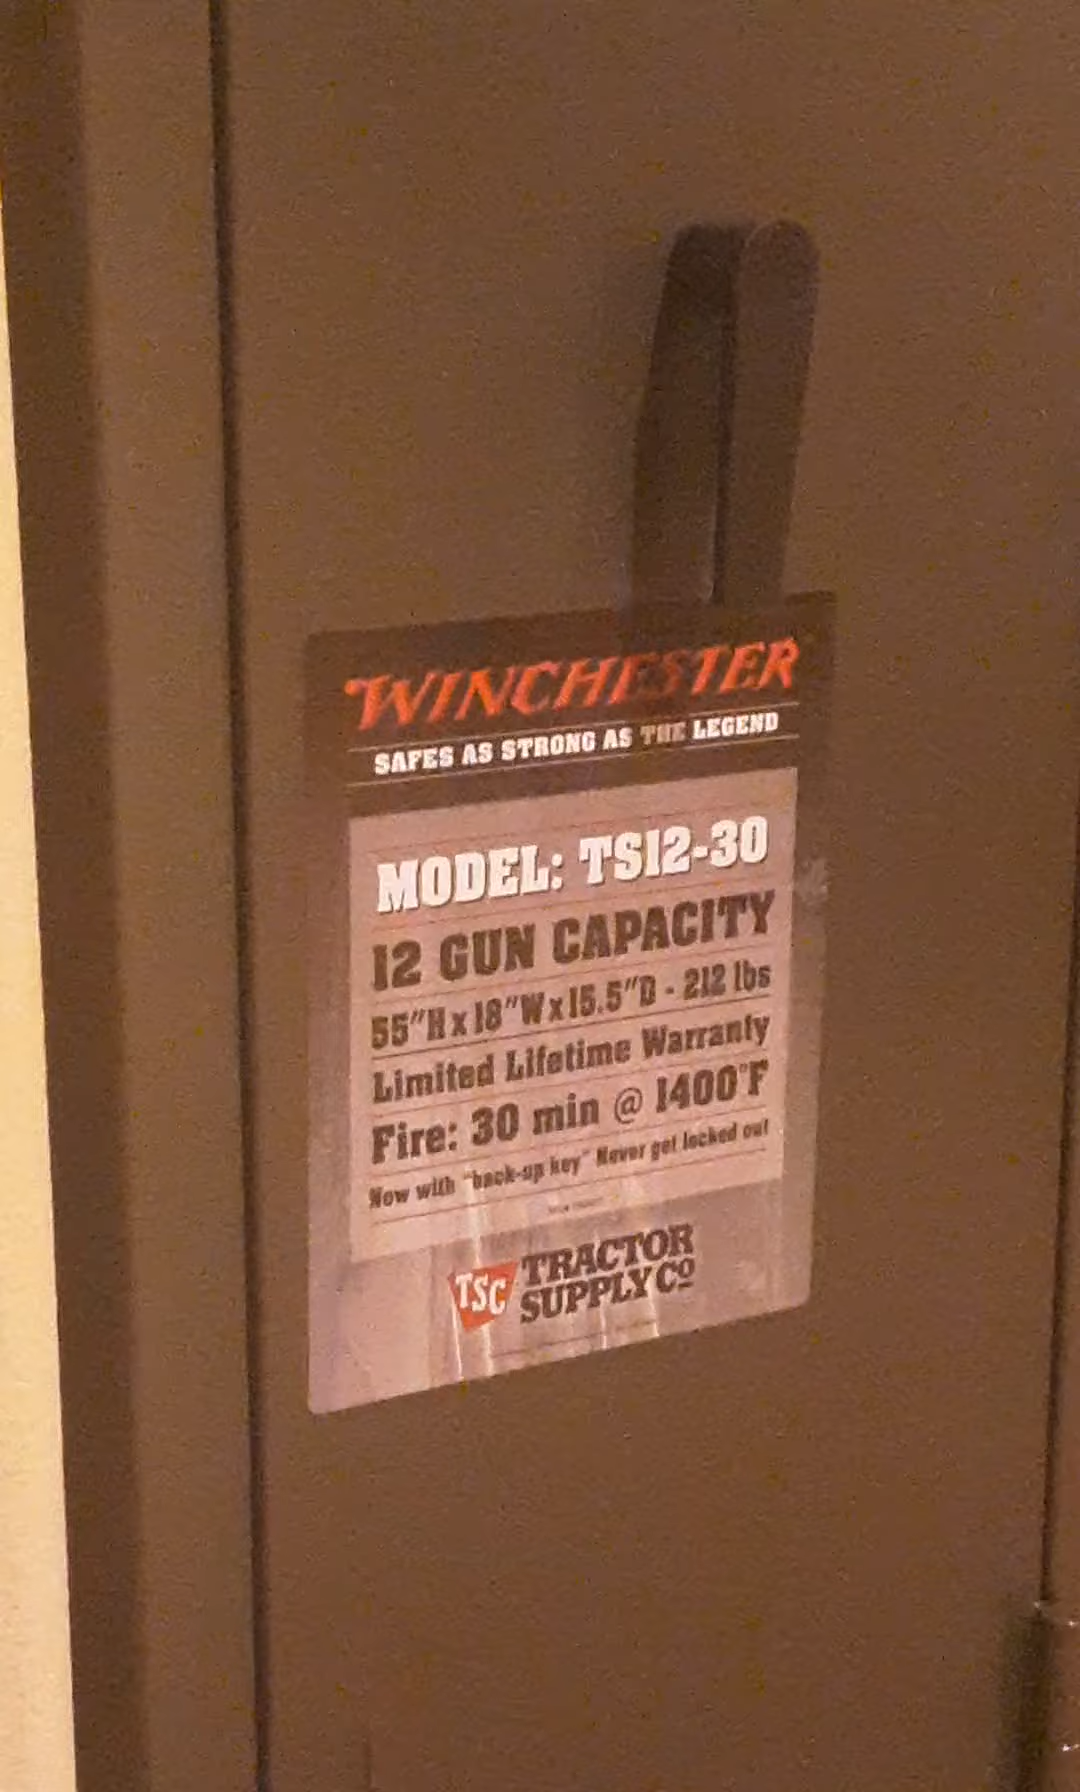 WINCHESTER
SAFES AS STRONG AS THE LEGEND
MODEL: TS12-30
12 GUN CAPACITY
55"H x 18"W x 15.5"D - 212 lbs
Limited Lifetime Warranty
Fire: 30 min @ 1400°F
Now with "back-up key" Never get locked out
TSC TRACTOR
SUPPLY CO